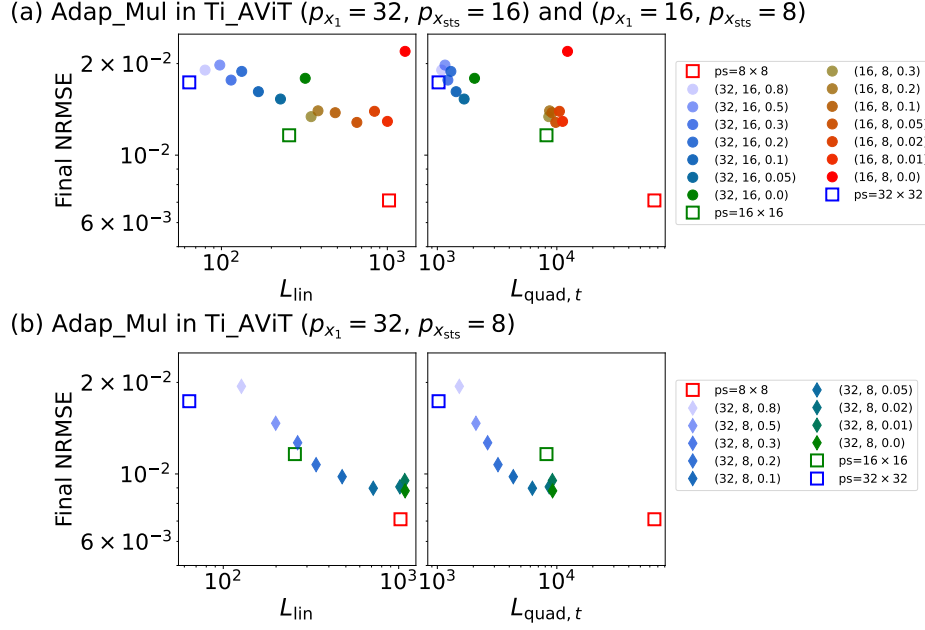 (a) Adap_Mul in Ti_AViT (p_{x_1} = 32, p_{x_{sts}} = 16) and (p_{x_1} = 16, p_{x_{sts}} = 8)
Final NRMSE
2 × 10^{-2}
10^{-2}
6 × 10^{-3}
10^2
10^3
L_{lin}
10^3
10^4
L_{quad, t}
ps=8 × 8
(32, 16, 0.8)
(32, 16, 0.5)
(32, 16, 0.3)
(32, 16, 0.2)
(32, 16, 0.1)
(32, 16, 0.05)
(32, 16, 0.0)
ps=16 × 16
(16, 8, 0.3)
(16, 8, 0.2)
(16, 8, 0.1)
(16, 8, 0.05)
(16, 8, 0.02)
(16, 8, 0.01)
(16, 8, 0.0)
ps=32 × 32
(b) Adap_Mul in Ti_AViT (p_{x_1} = 32, p_{x_{sts}} = 8)
Final NRMSE
2 × 10^{-2}
10^{-2}
6 × 10^{-3}
10^2
10^3
L_{lin}
10^3
10^4
L_{quad, t}
ps=8 × 8
(32, 8, 0.8)
(32, 8, 0.5)
(32, 8, 0.3)
(32, 8, 0.2)
(32, 8, 0.1)
(32, 8, 0.05)
(32, 8, 0.02)
(32, 8, 0.01)
(32, 8, 0.0)
ps=16 × 16
ps=32 × 32